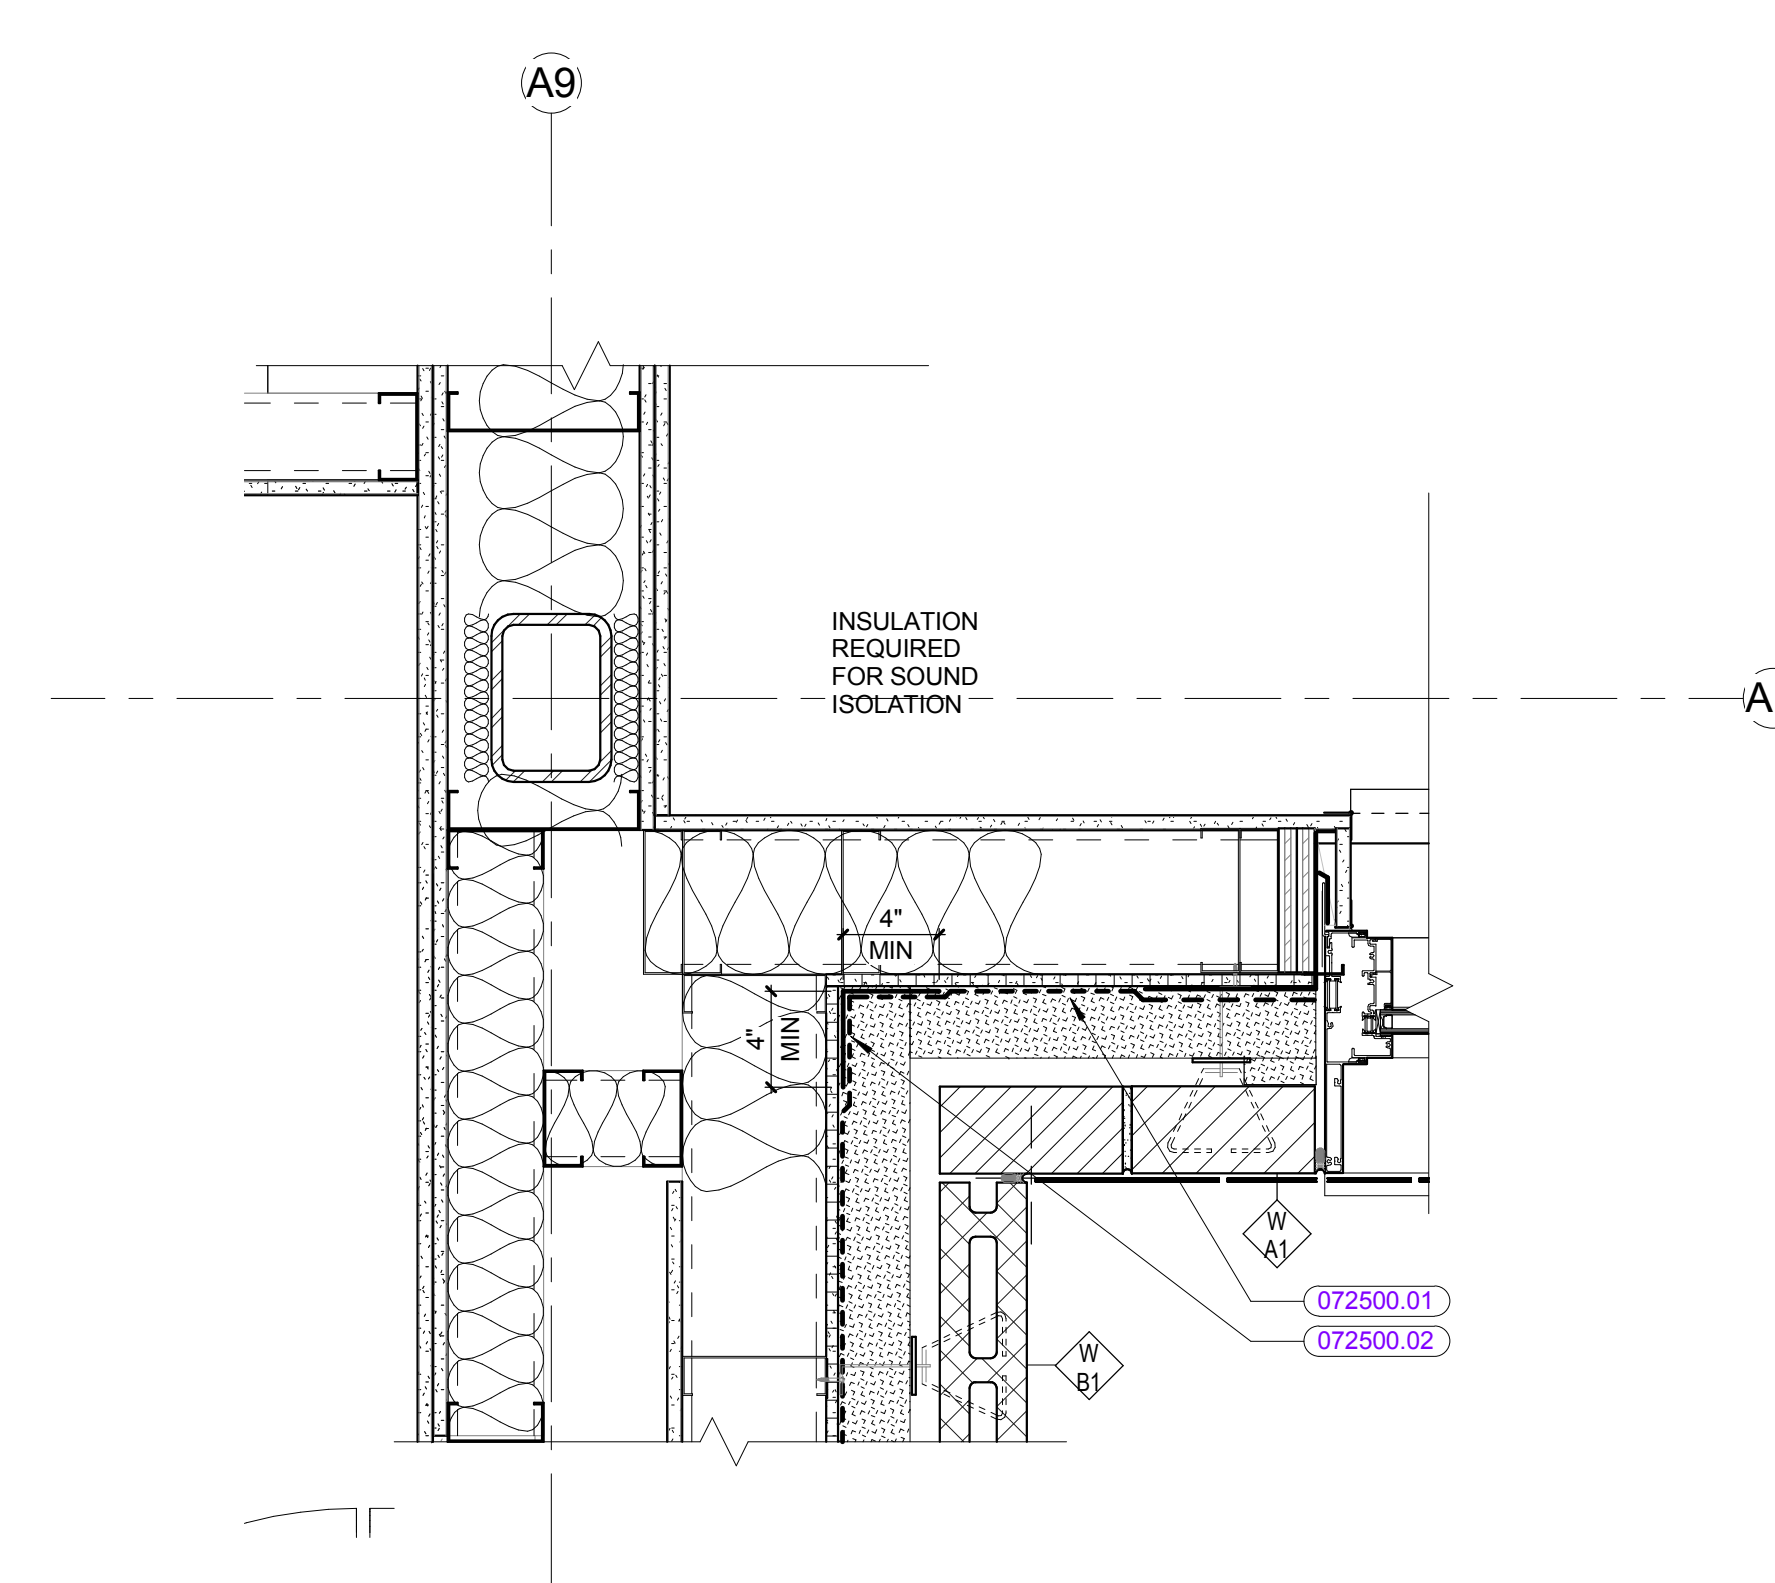 A9
INSULATION
REQUIRED
FOR SOUND
ISOLATION
A
4"
MIN
4"
MIN
W
A1
072500.01
072500.02
W
B1